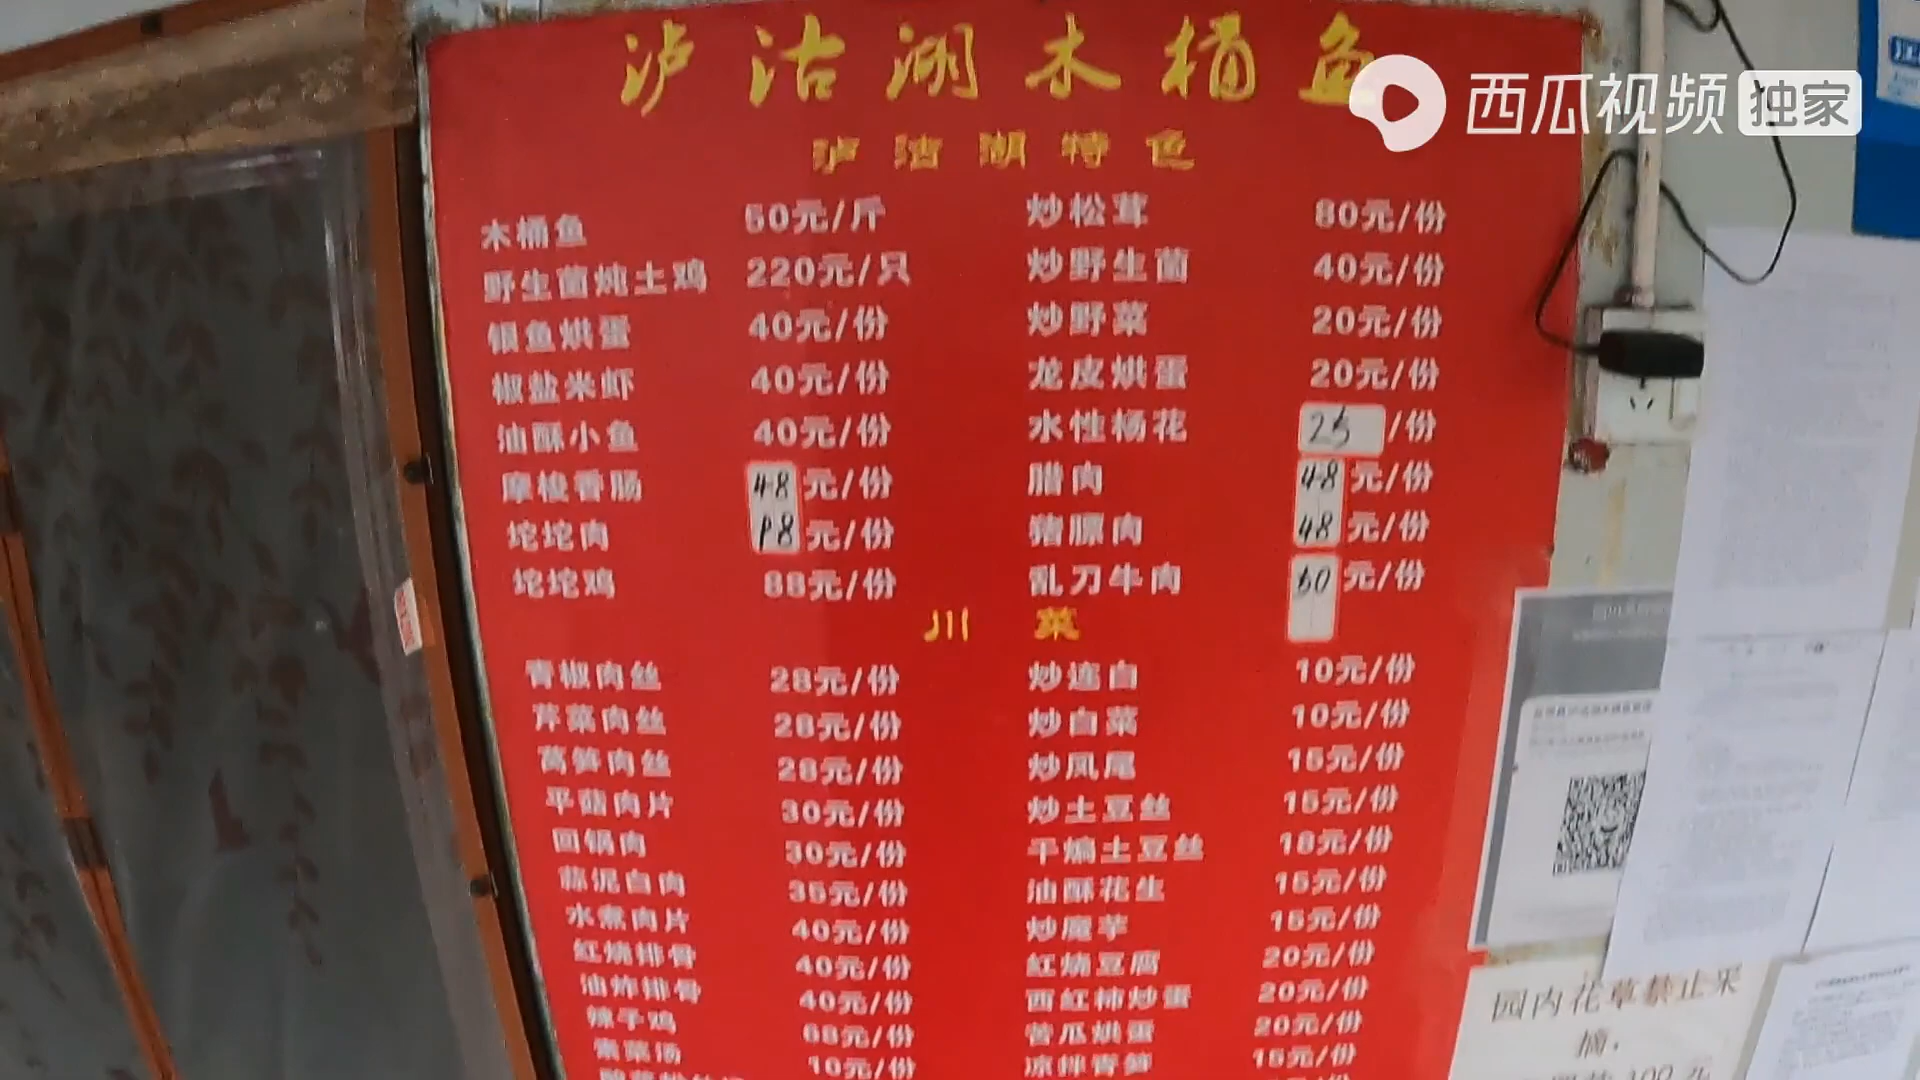 泸沽湖木桶鱼
西瓜视频 独家
泸沽湖特色
木桶鱼 50元/斤 炒松茸 80元/份
野生菌炖土鸡 220元/只 炒野生菌 40元/份
银鱼烘蛋 40元/份 炒野菜 20元/份
椒盐米虾 40元/份 龙皮烘蛋 20元/份
油酥小鱼 40元/份 水性杨花 25/份
摩梭香肠 48元/份 腊肉 48元/份
坨坨肉 元/份 猪膘肉 48元/份
坨坨鸡 88元/份 乱刀牛肉 50元/份
川菜
青椒肉丝 28元/份 炒连白 10元/份
芹菜肉丝 28元/份 炒白菜 10元/份
莴笋肉丝 28元/份 炒凤尾 15元/份
平菇肉片 30元/份 炒土豆丝 15元/份
回锅肉 30元/份 干煸土豆丝 18元/份
蒜泥白肉 35元/份 油酥花生 15元/份
水煮肉片 40元/份 炒魔芋 15元/份
红烧排骨 40元/份 红烧豆腐 20元/份
油炸排骨 40元/份 西红柿炒蛋 20元/份
辣子鸡 68元/份 苦瓜烘蛋 20元/份
素菜汤 10元/份 凉拌青笋 15元/份
园内花草禁止采
摘.
100元